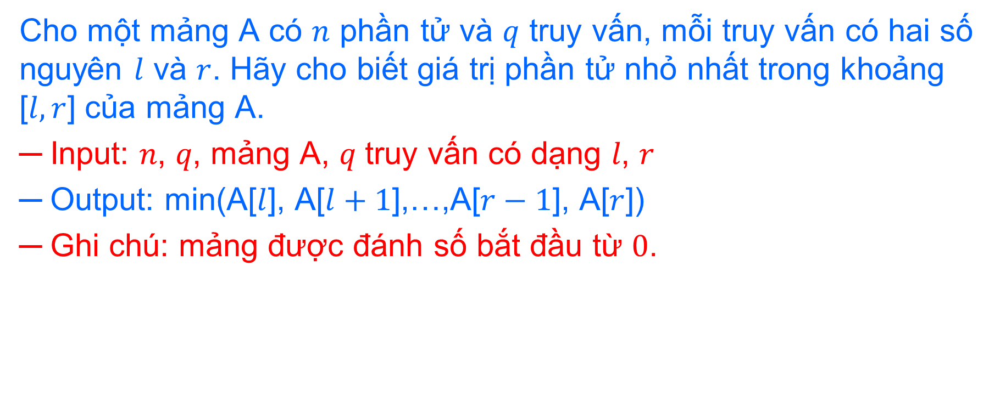 Cho một mảng A có n phần tử và q truy vấn, mỗi truy vấn có hai số
nguyên l và r. Hãy cho biết giá trị phần tử nhỏ nhất trong khoảng
[l, r] của mảng A.
— Input: n, q, mảng A, q truy vấn có dạng l, r
— Output: min(A[l], A[l + 1],…,A[r − 1], A[r])
— Ghi chú: mảng được đánh số bắt đầu từ 0.